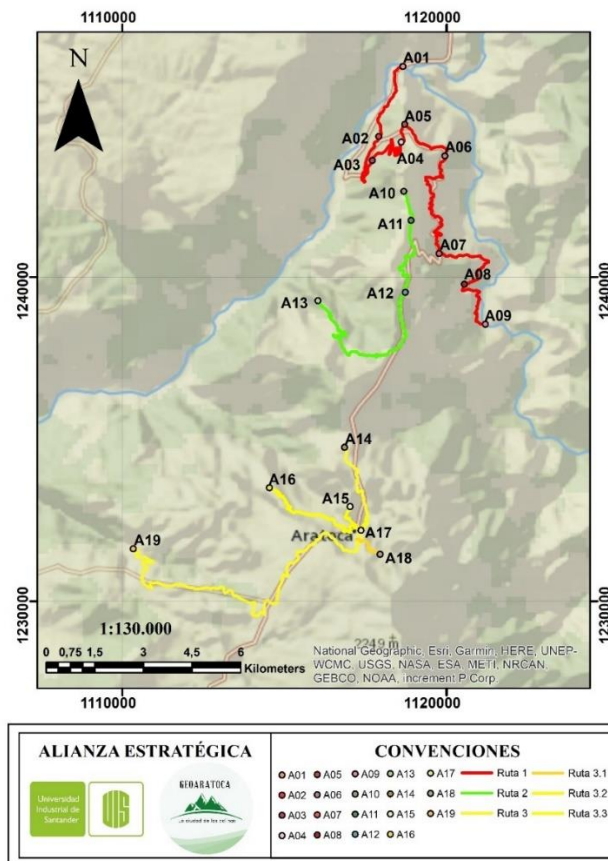 1110000 1120000
N
A01
A05
A02
A06
A03 A04
A10
A11
A07
A08
1240000 1240000
A12
A13
A09
A14
A16
A15
A17
Aratoca
A19
A18
1230000 1230000
1:130.000
2249 m
0 0,75 1,5 3 4,5 6
Kilometers
National Geographic, Esri, Garmin, HERE, UNEP-
WCMC, USGS, NASA, ESA, METI, NRCAN,
GEBCO, NOAA, increment P Corp
1110000 1120000
ALIANZA ESTRATÉGICA
Universidad
Industrial de
Santander
UIS
GEOARATOCA
CONVENCIONES
A01 A05 A09 A13 A17 Ruta 1 Ruta 3.1
A02 A06 A10 A14 A18 Ruta 2 Ruta 3.2
A03 A07 A11 A15 A19 Ruta 3 Ruta 3.3
A04 A08 A12 A16